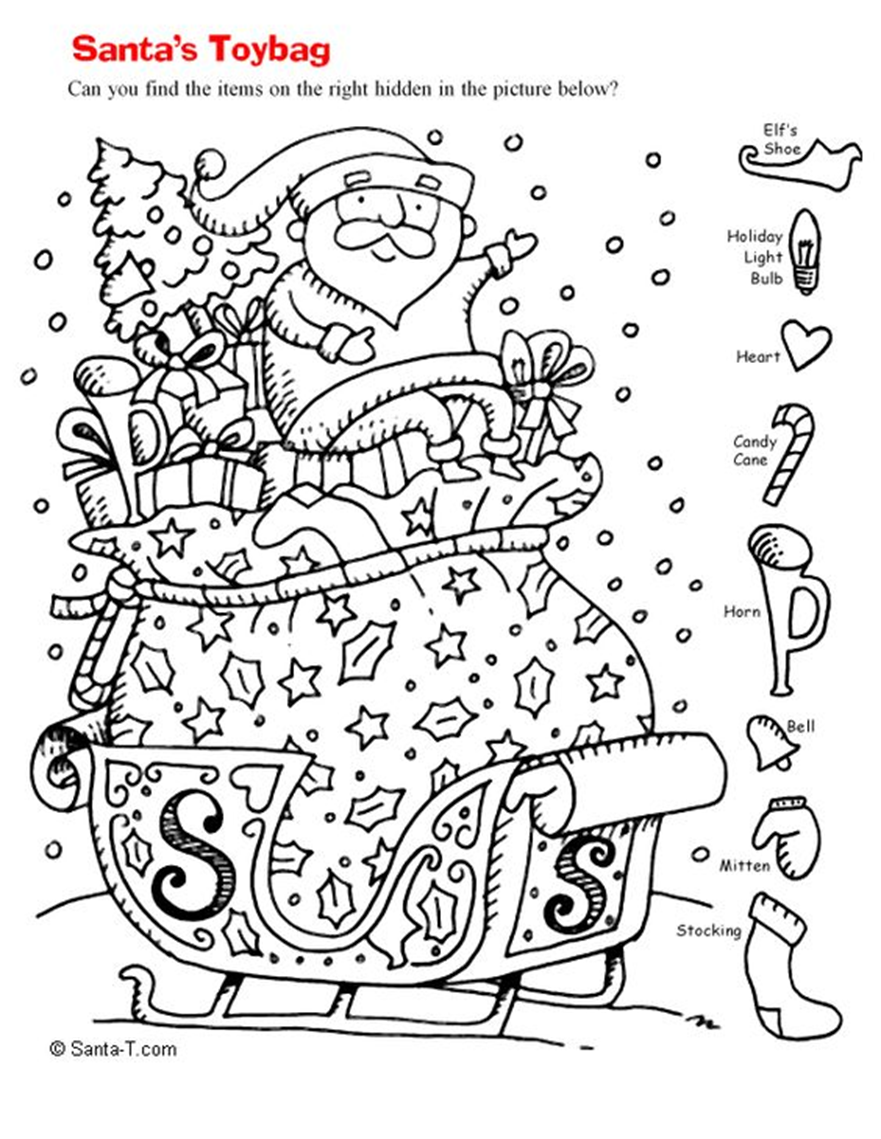 Santa's Toybag
Can you find the items on the right hidden in the picture below?
Elf's
Shoe
Holiday
Light
Bulb
Heart
Candy
Cane
Horn
Bell
Mitten
Stocking
S
S
© Santa-T.com